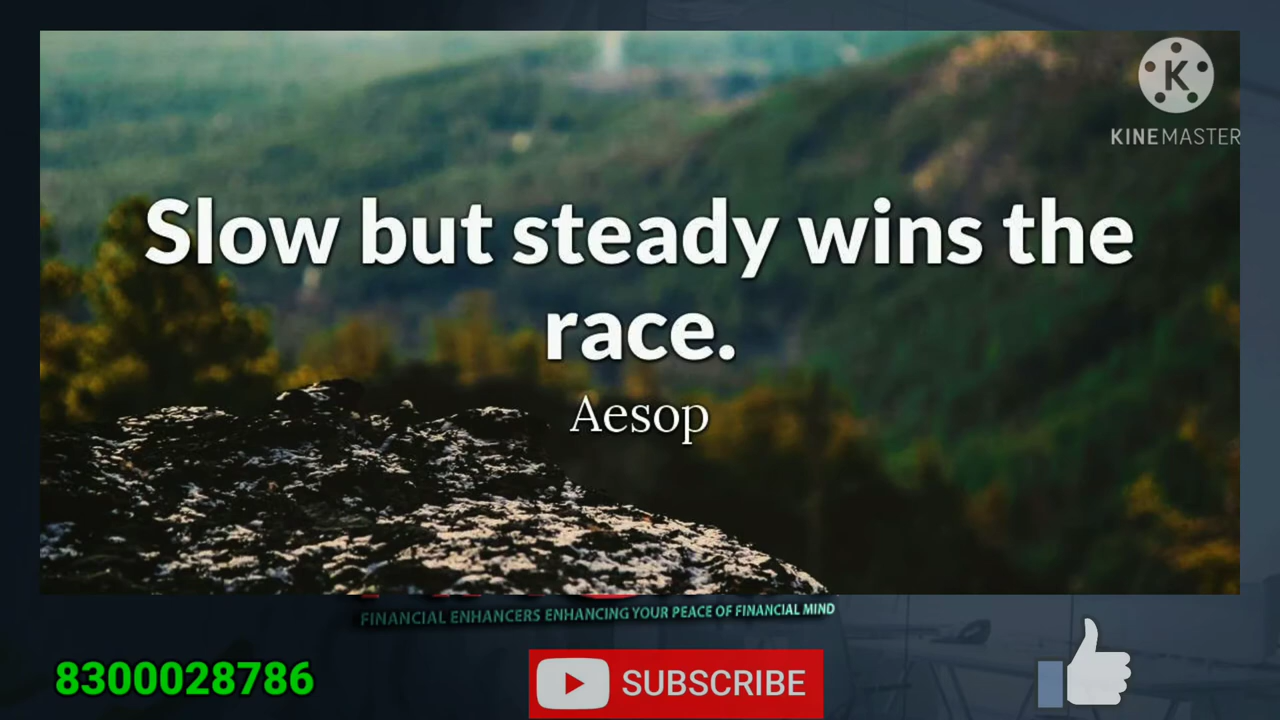 K
KINEMASTER
Slow but steady wins the
race.
Aesop
FINANCIAL ENHANCERS ENHANCING YOUR PEACE OF FINANCIAL MIND
8300028786
SUBSCRIBE